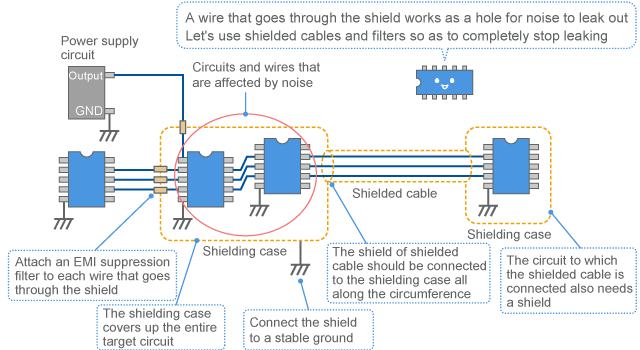 A wire that goes through the shield works as a hole for noise to leak out
Let's use shielded cables and filters so as to completely stop leaking
Power supply
circuit
Output
GND
Circuits and wires that
are affected by noise
Shielded cable
Shielding case
Shielding case
Attach an EMI suppression
filter to each wire that goes
through the shield
The shielding case
covers up the entire
target circuit
Connect the shield
to a stable ground
The shield of shielded
cable should be connected
to the shielding case all
along the circumference
The circuit to which
the shielded cable is
connected also needs
a shield